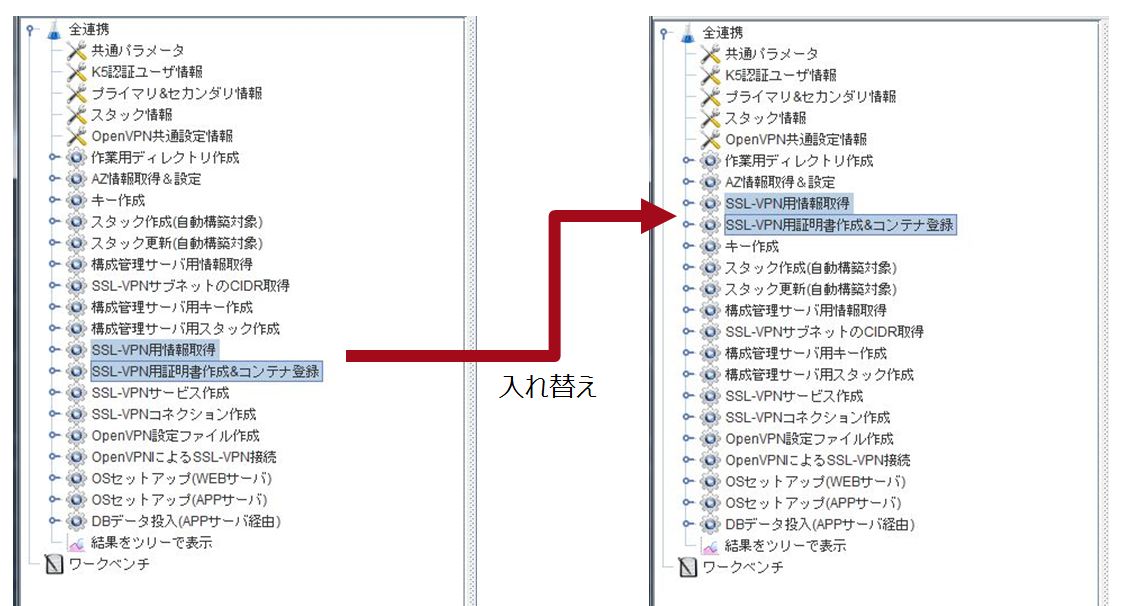 全連携
共通パラメータ
K5認証ユーザ情報
プライマリ&セカンダリ情報
スタック情報
OpenVPN共通設定情報
作業用ディレクトリ作成
AZ情報取得＆設定
キー作成
スタック作成(自動構築対象)
スタック更新(自動構築対象)
構成管理サーバ用情報取得
SSL-VPNサブネットのCIDR取得
構成管理サーバ用キー作成
構成管理サーバ用スタック作成
SSL-VPN用情報取得
SSL-VPN用証明書作成&コンテナ登録
SSL-VPNサービス作成
SSL-VPNコネクション作成
OpenVPN設定ファイル作成
OpenVPNによるSSL-VPN接続
OSセットアップ(WEBサーバ)
OSセットアップ(APPサーバ)
DBデータ投入(APPサーバ経由)
結果をツリーで表示
ワークベンチ
入れ替え
全連携
共通パラメータ
K5認証ユーザ情報
プライマリ&セカンダリ情報
スタック情報
OpenVPN共通設定情報
作業用ディレクトリ作成
AZ情報取得＆設定
SSL-VPN用情報取得
SSL-VPN用証明書作成&コンテナ登録
キー作成
スタック作成(自動構築対象)
スタック更新(自動構築対象)
構成管理サーバ用情報取得
SSL-VPNサブネットのCIDR取得
構成管理サーバ用キー作成
構成管理サーバ用スタック作成
SSL-VPNサービス作成
SSL-VPNコネクション作成
OpenVPN設定ファイル作成
OpenVPNによるSSL-VPN接続
OSセットアップ(WEBサーバ)
OSセットアップ(APPサーバ)
DBデータ投入(APPサーバ経由)
結果をツリーで表示
ワークベンチ